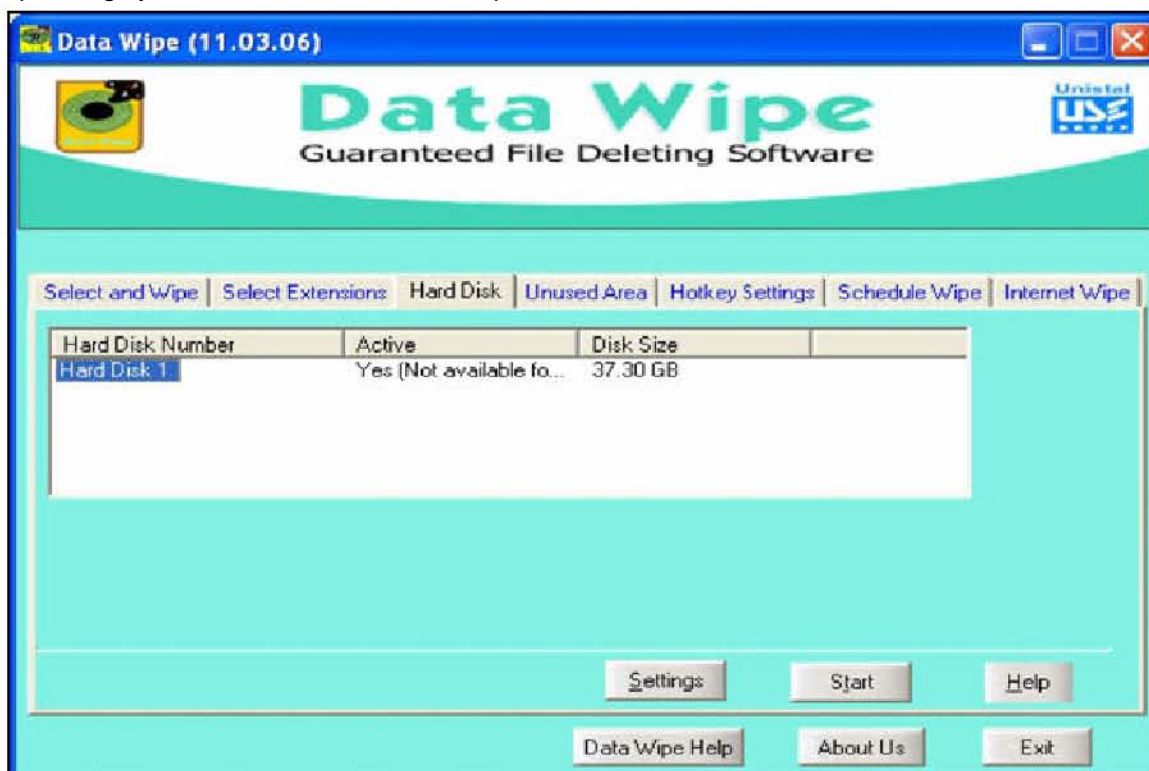 Data Wipe (11.03.06)
Data Wipe
Guaranteed File Deleting Software
Unistal
Select and Wipe
Select Extensions
Hard Disk
Unused Area
Hotkey Settings
Schedule Wipe
Internet Wipe
Hard Disk Number Active Disk Size
Hard Disk 1 Yes (Not available fo... 37.30 GB
Settings Start Help
Data Wipe Help About Us Exit